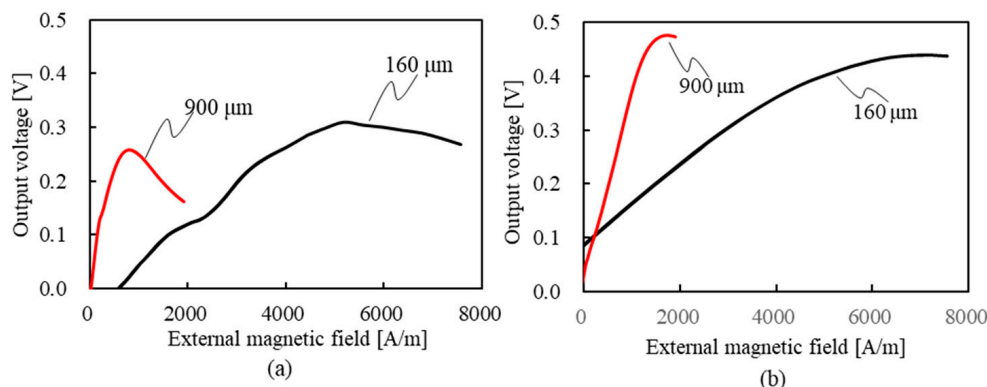 0.5
0.4
0.3
0.2
0.1
0.0
Output voltage [V]
900 μm
160 μm
0
2000
4000
6000
8000
External magnetic field [A/m]
(a)
0.5
0.4
0.3
0.2
0.1
0.0
Output voltage [V]
900 μm
160 μm
0
2000
4000
6000
8000
External magnetic field [A/m]
(b)